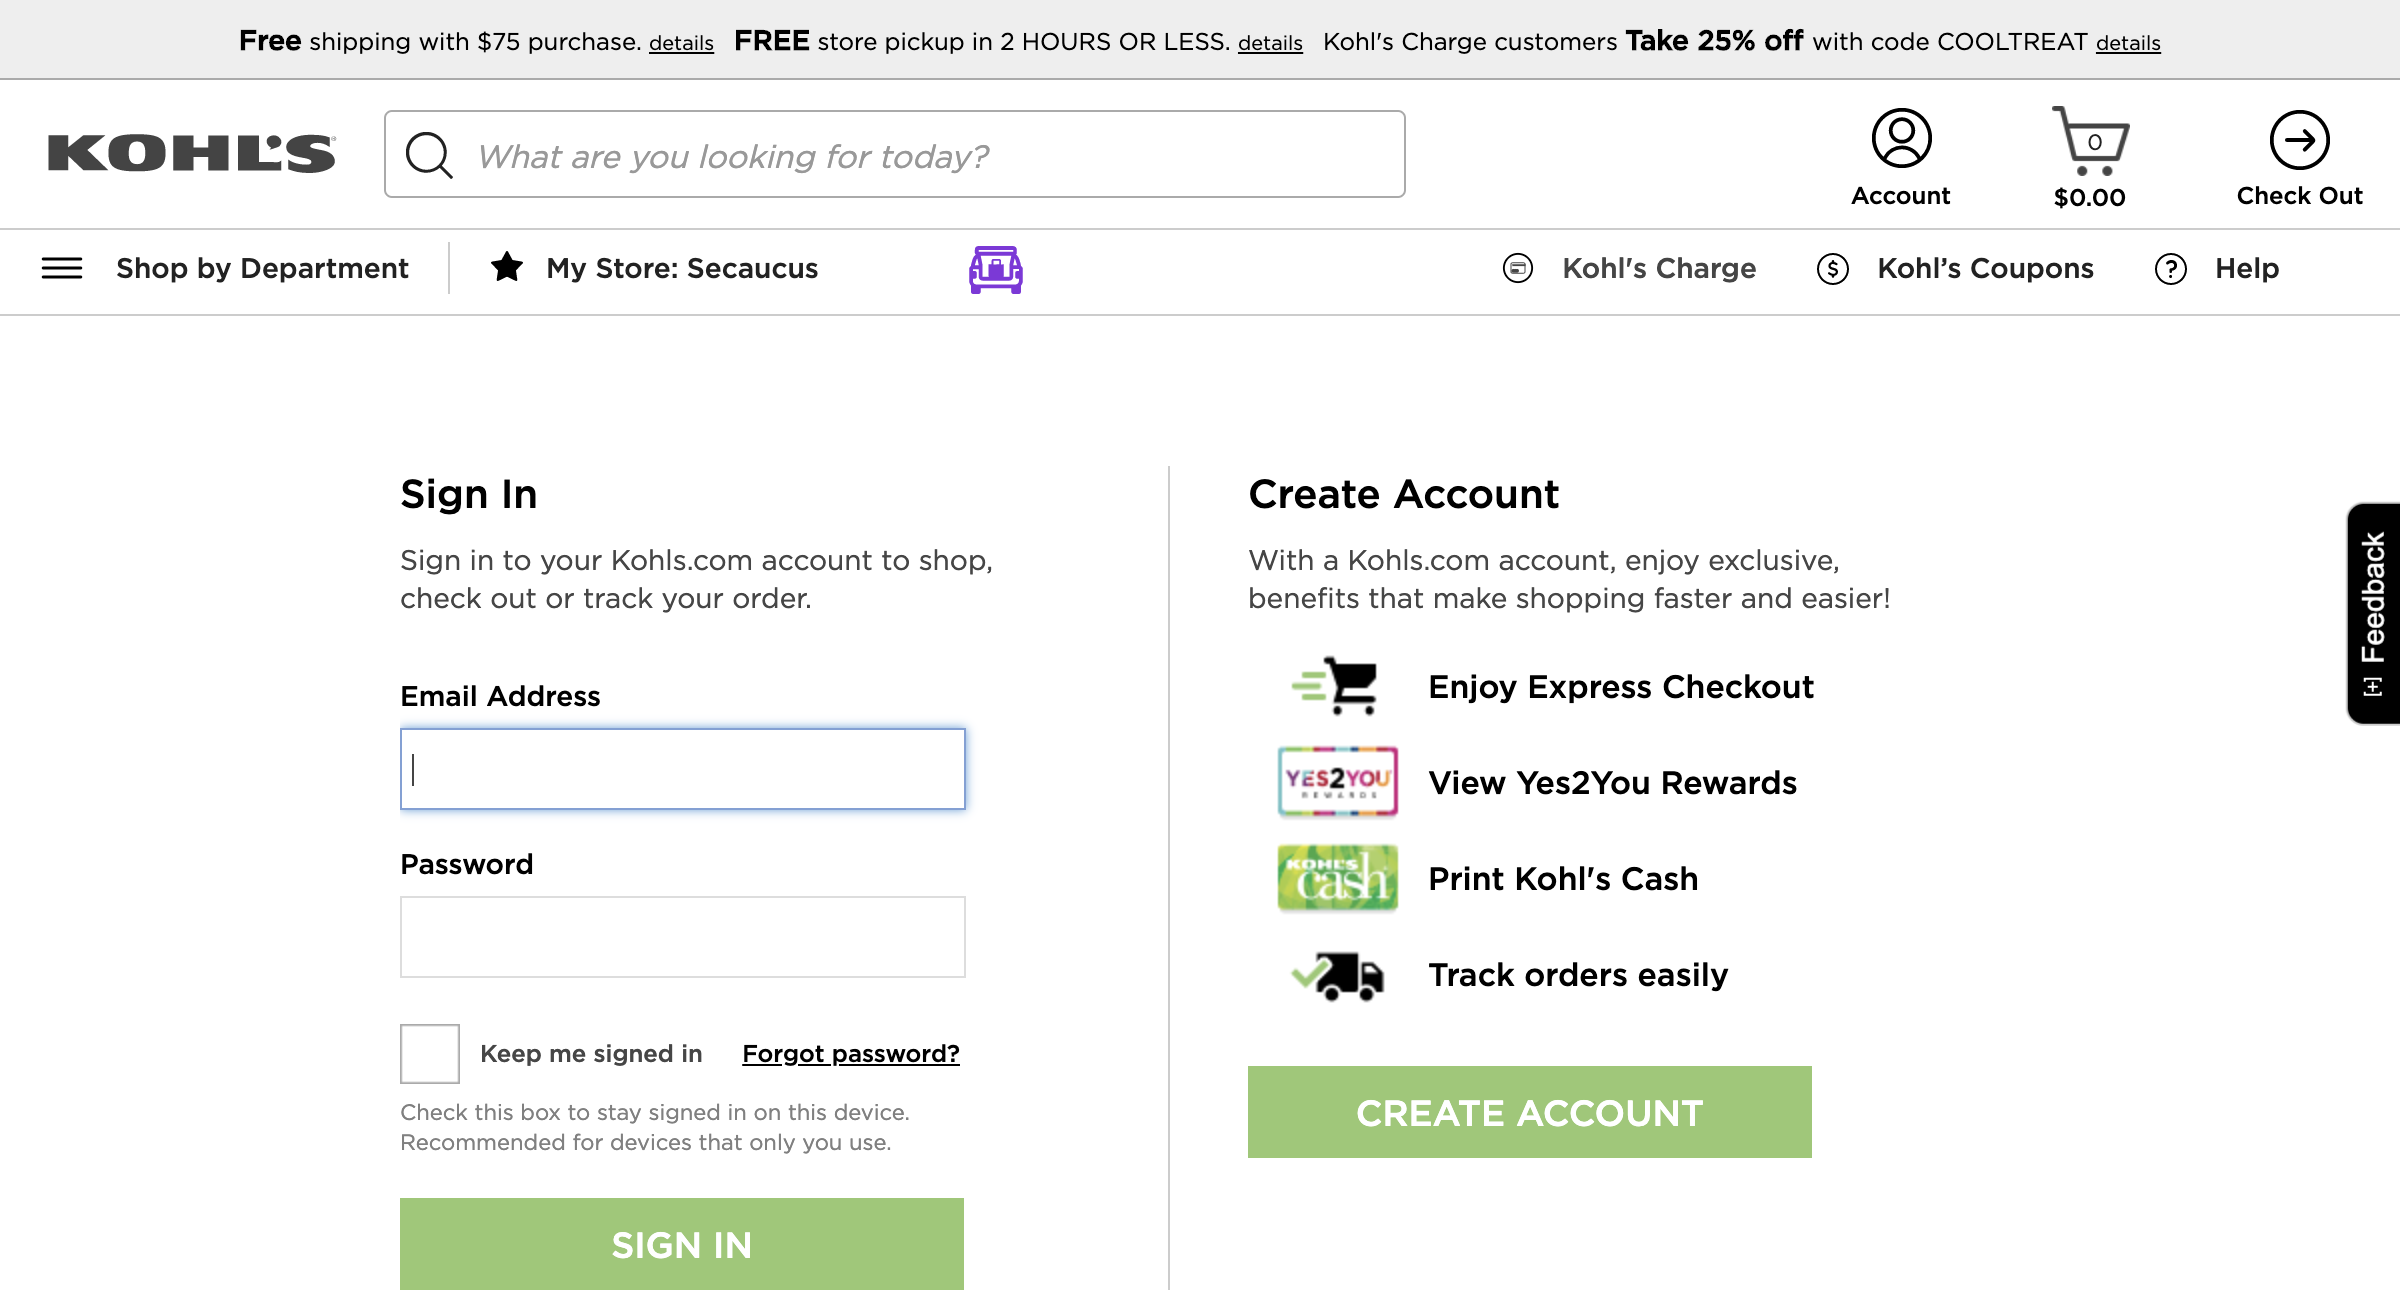 Free shipping with $75 purchase. details FREE store pickup in 2 HOURS OR LESS. details Kohl's Charge customers Take 25% off with code COOLTREAT details
KOHL'S
What are you looking for today?
0
Account
$0.00
Check Out
Shop by Department
My Store: Secaucus
Kohl's Charge
Kohl’s Coupons
Help
Sign In
Sign in to your Kohls.com account to shop,
check out or track your order.
Email Address
Password
Keep me signed in
Forgot password?
Check this box to stay signed in on this device.
Recommended for devices that only you use.
SIGN IN
Create Account
With a Kohls.com account, enjoy exclusive,
benefits that make shopping faster and easier!
Enjoy Express Checkout
YES2YOU
REWARDS
View Yes2You Rewards
KOHL'S
cash
Print Kohl's Cash
Track orders easily
CREATE ACCOUNT
[+] Feedback